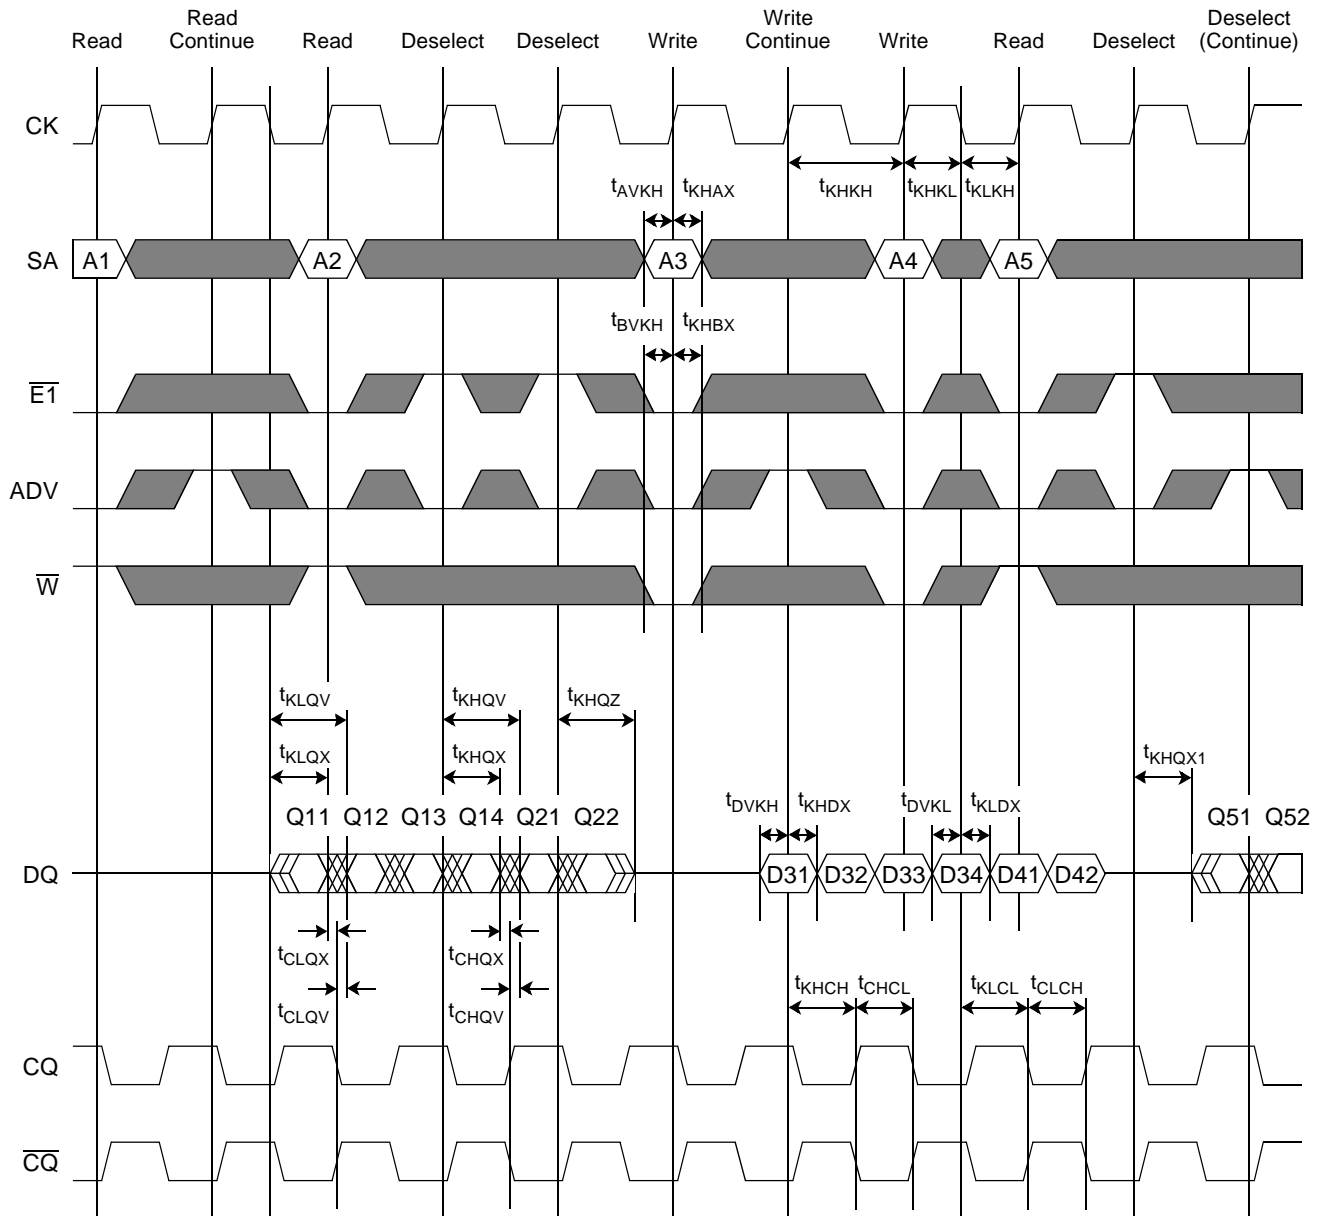 Read
Read Continue
Read
Deselect
Deselect
Write
Write Continue
Write
Read
Deselect
Deselect (Continue)
CK
tKHKH
tKHKL
tKLKH
tAVKH
tKHAX
SA
A1
A2
A3
A4
A5
tBVKH
tKHBX
E1
ADV
W
tKLQV
tKHQV
tKHQZ
tKLQX
tKHQX
tKHQX1
tDVKH
tKHDX
tDVKL
tKLDX
Q11
Q12
Q13
Q14
Q21
Q22
Q51
Q52
DQ
D31
D32
D33
D34
D41
D42
tCLQX
tCHQX
tCLQV
tCHQV
tKHCH
tCHCL
tKLCL
tCLCH
CQ
CQ